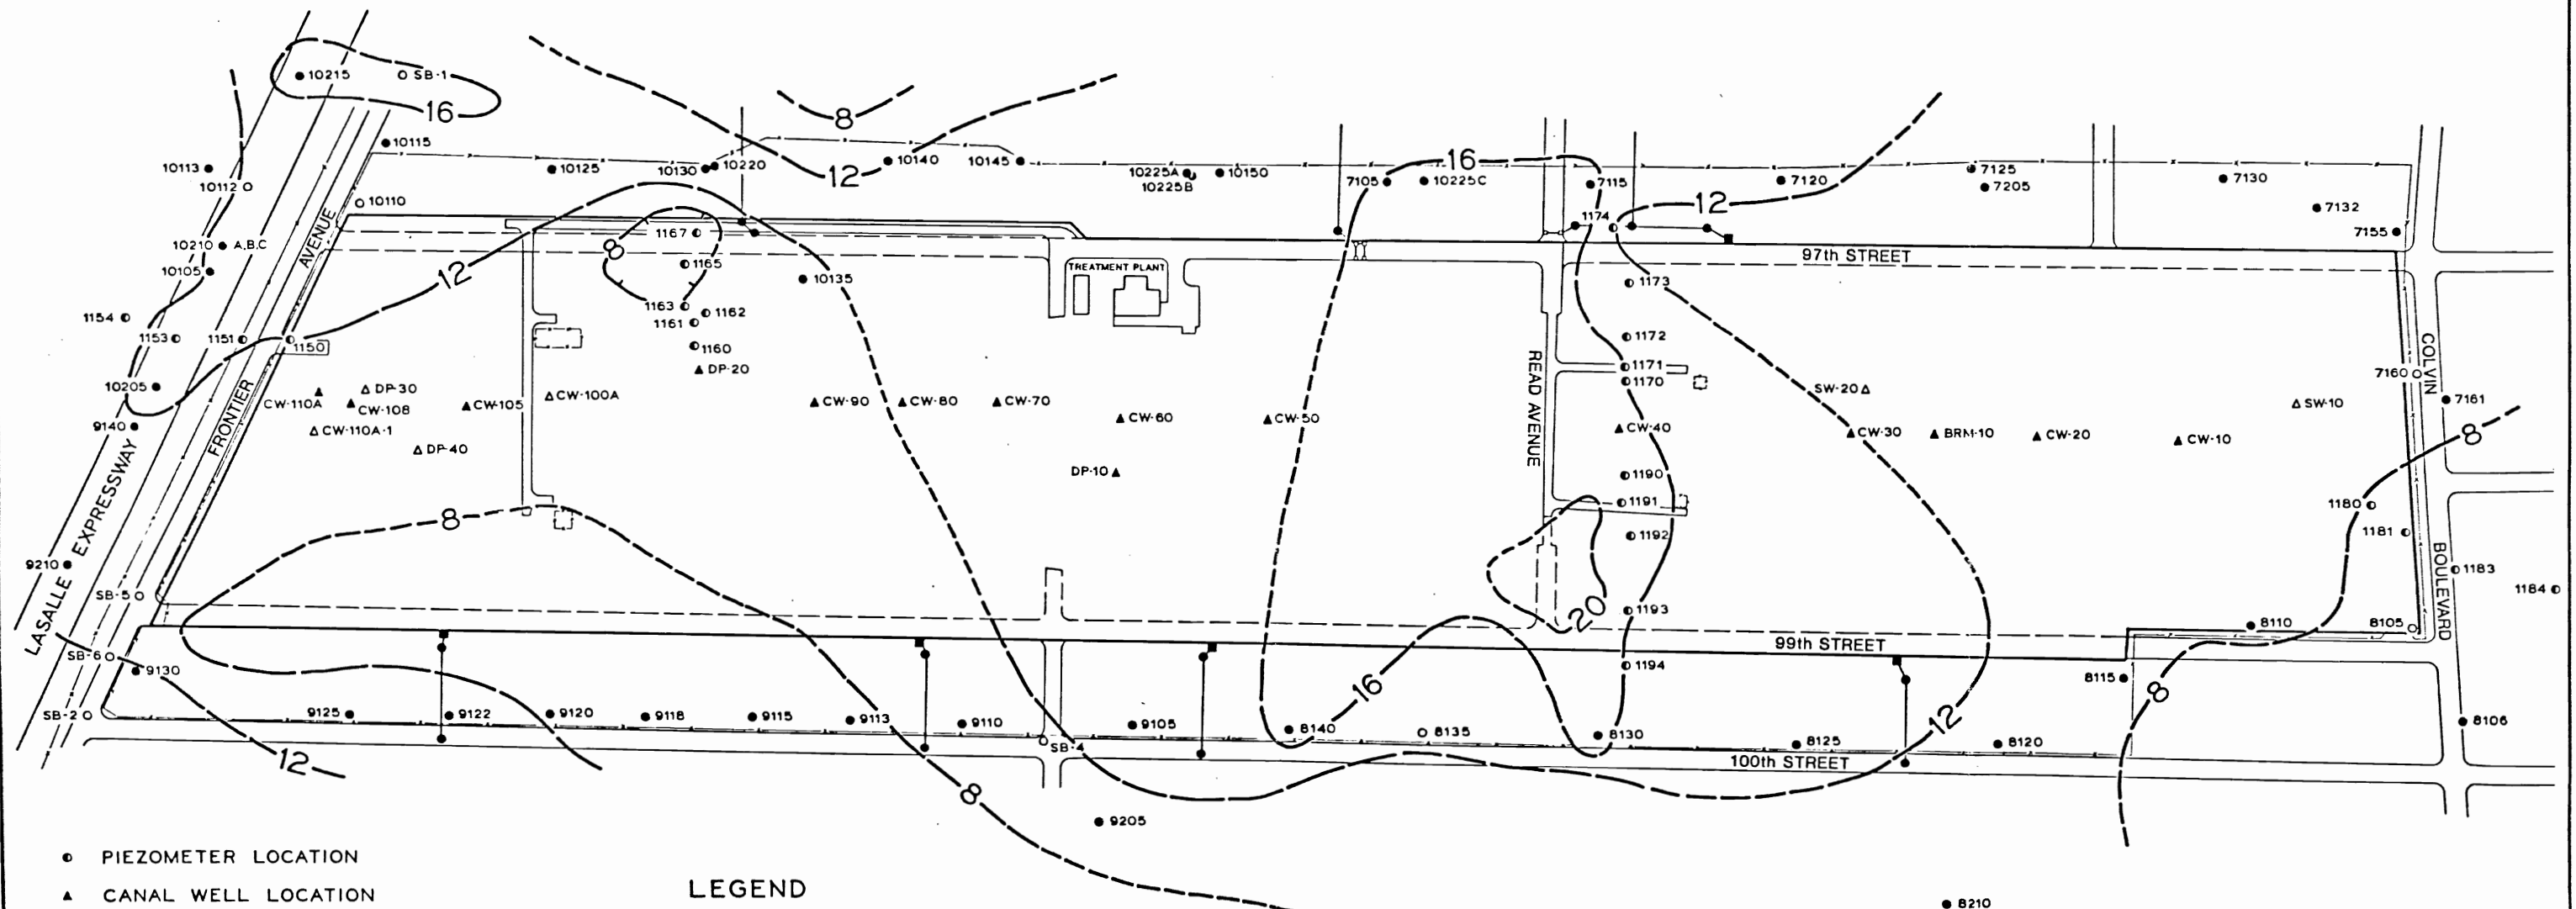 10215
SB-1
16
8
10115
10113
10112
10110
10125
10130
10220
12
10140
10145
10225A
10225B
10150
7105
16
10225C
7115
1174
7120
12
7125
7205
7130
7132
7155
10210 A,B,C
10105
AVENUE
12
8
1167
1165
1163
1162
1161
1160
DP-20
10135
TREATMENT PLANT
97th STREET
1173
1172
1171
1170
1154
1153
1151
1150
10205
9140
CW-110A
DP-30
CW-108
CW-110A-1
CW-105
DP-40
CW-100A
CW-90
CW-80
CW-70
CW-60
CW-50
DP-10
READ AVENUE
CW-40
1190
1191
1192
1193
1194
SW-20
CW-30
BRM-10
CW-20
CW-10
SW-10
7160
7161
COLVIN
BOULEVARD
8
1180
1181
1183
1184
FRONTIER
LASALLE EXPRESSWAY
8
9210
SB-5
SB-6
9130
SB-2
9125
9122
9120
9118
9115
9113
9110
SB-4
9105
8140
16
8135
20
8130
99th STREET
8125
12
8120
8110
8105
8115
8
8106
12
100th STREET
8
9205
8210
PIEZOMETER LOCATION
CANAL WELL LOCATION
LEGEND